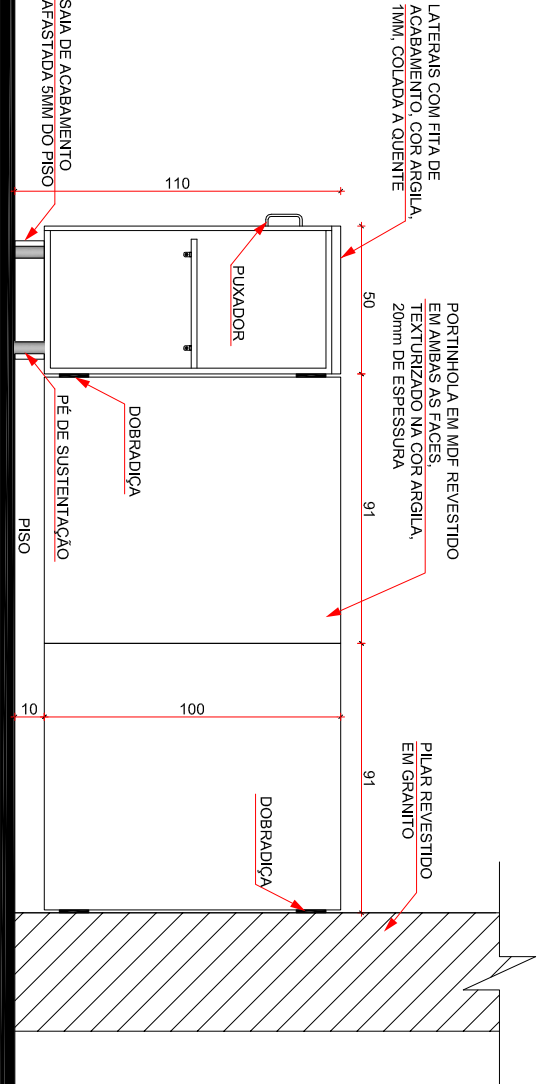 LATERAIS COM FITA DE
ACABAMENTO, COR ARGILA,
1MM, COLADA A QUENTE
PORTINHOLA EM MDF REVESTIDO
EM AMBAS AS FACES,
TEXTURIZADO NA COR ARGILA,
20mm DE ESPESSURA
PILAR REVESTIDO
EM GRANITO
50
91
91
110
PUXADOR
DOBRADIÇA
100
10
DOBRADIÇA
SAIA DE ACABAMENTO
AFASTADA 5MM DO PISO
PÉ DE SUSTENTAÇÃO
PISO